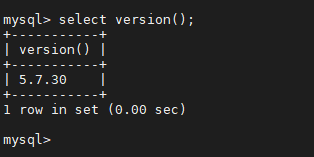 mysql> select version();
+-----------+
| version() |
+-----------+
| 5.7.30    |
+-----------+
1 row in set (0.00 sec)
mysql>